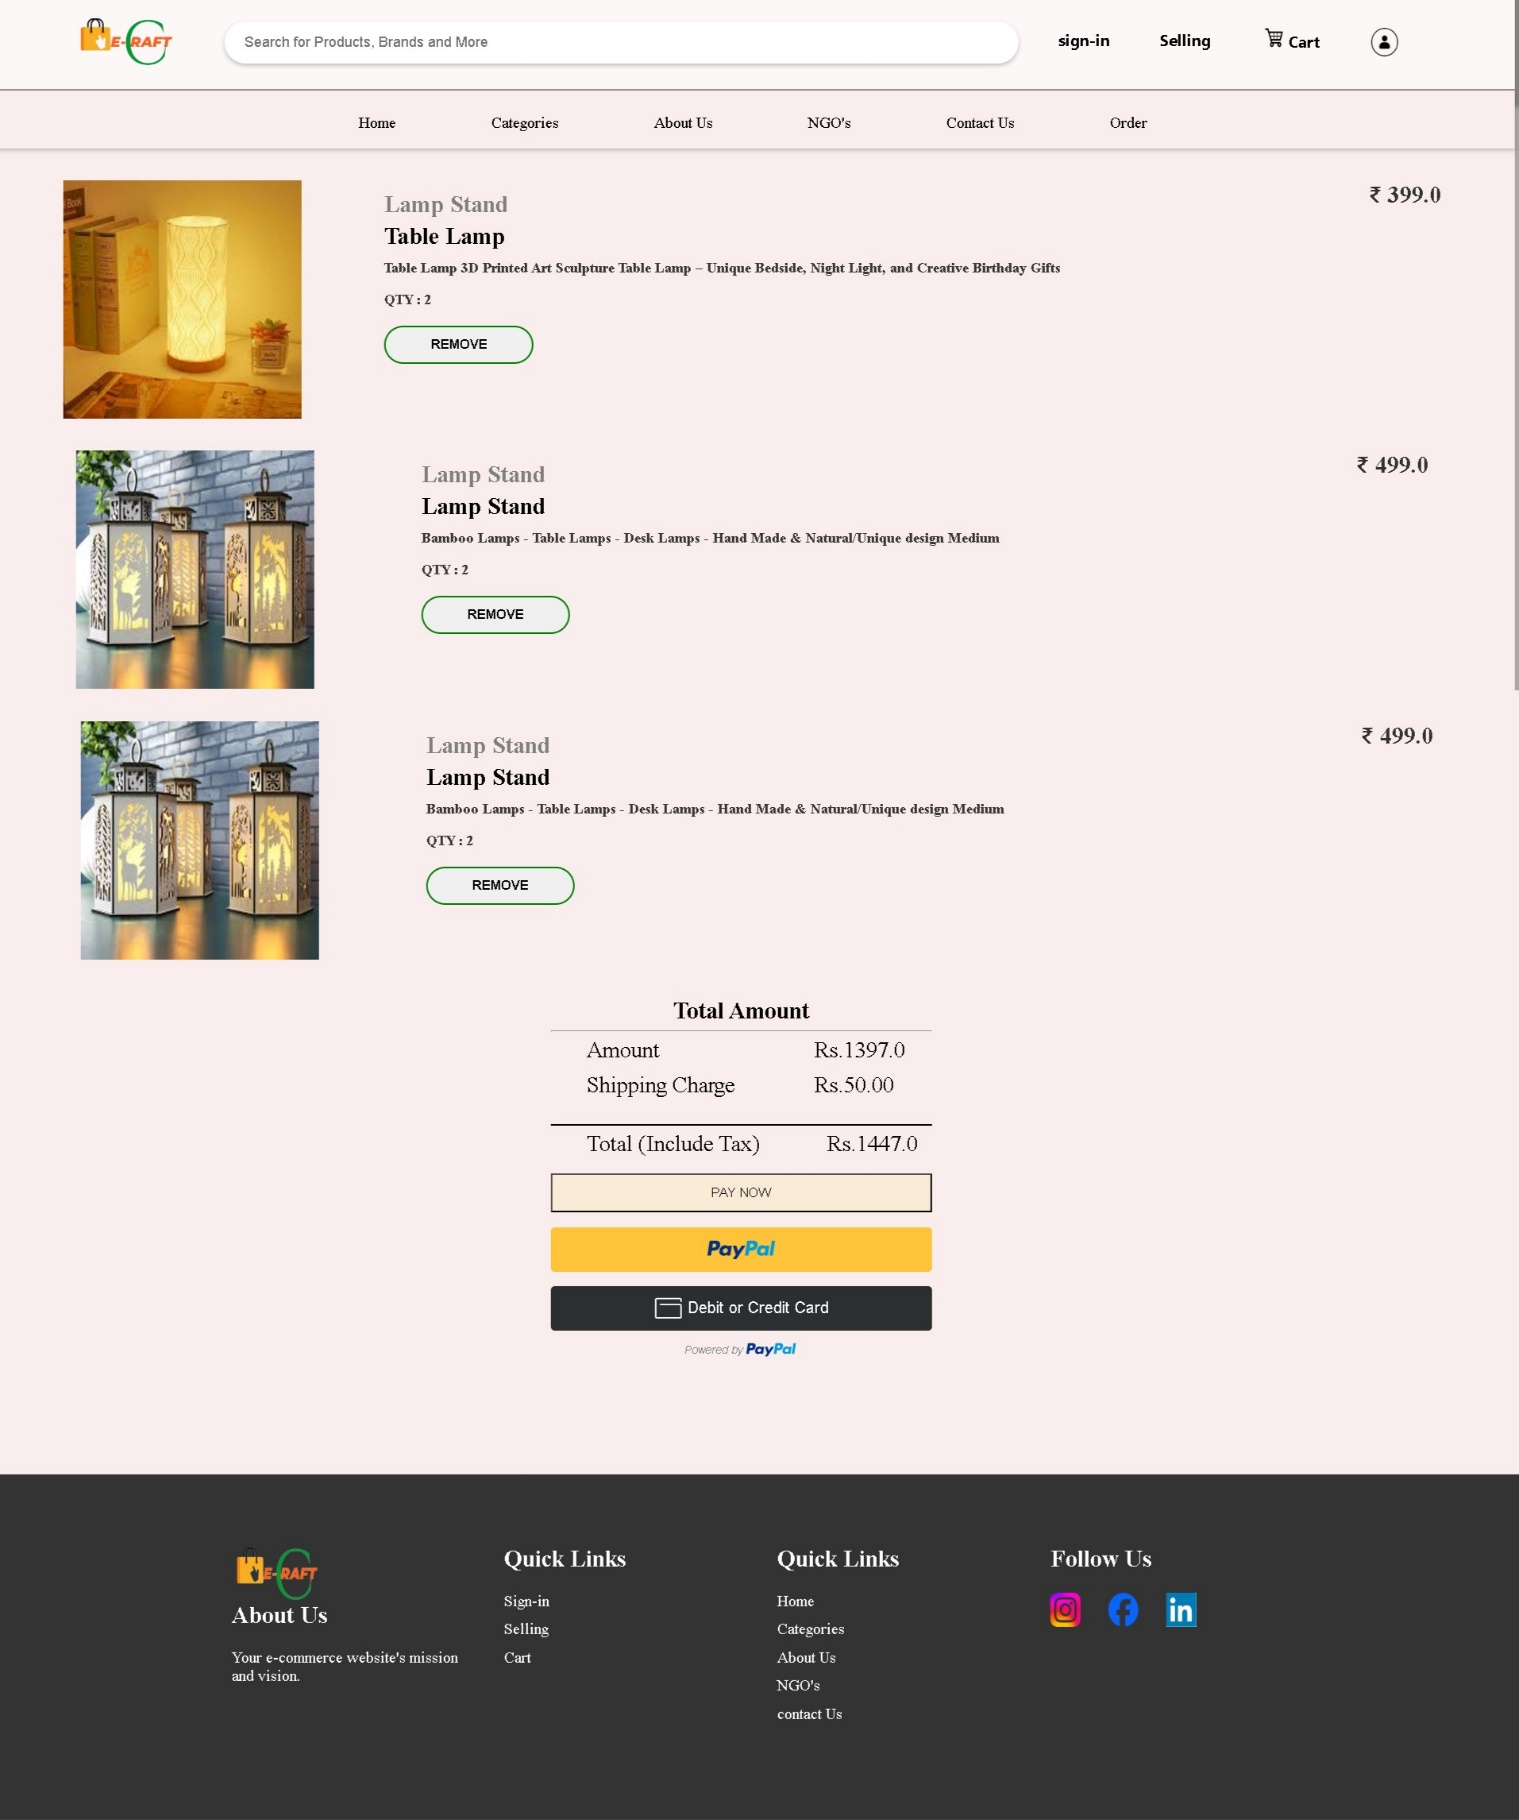 E-CRAFT
Search for Products, Brands and More
sign-in
Selling
Cart
Home
Categories
About Us
NGO's
Contact Us
Order
Lamp Stand
₹ 399.0
Table Lamp
Table Lamp 3D Printed Art Sculpture Table Lamp – Unique Bedside, Night Light, and Creative Birthday Gifts
QTY : 2
REMOVE
Lamp Stand
₹ 499.0
Lamp Stand
Bamboo Lamps - Table Lamps - Desk Lamps - Hand Made & Natural/Unique design Medium
QTY : 2
REMOVE
Lamp Stand
₹ 499.0
Lamp Stand
Bamboo Lamps - Table Lamps - Desk Lamps - Hand Made & Natural/Unique design Medium
QTY : 2
REMOVE
Total Amount
Amount Rs.1397.0
Shipping Charge Rs.50.00
Total (Include Tax) Rs.1447.0
PAY NOW
PayPal
Debit or Credit Card
Powered by PayPal
E-CRAFT
About Us
Your e-commerce website's mission
and vision.
Quick Links
Sign-in
Selling
Cart
Quick Links
Home
Categories
About Us
NGO's
contact Us
Follow Us